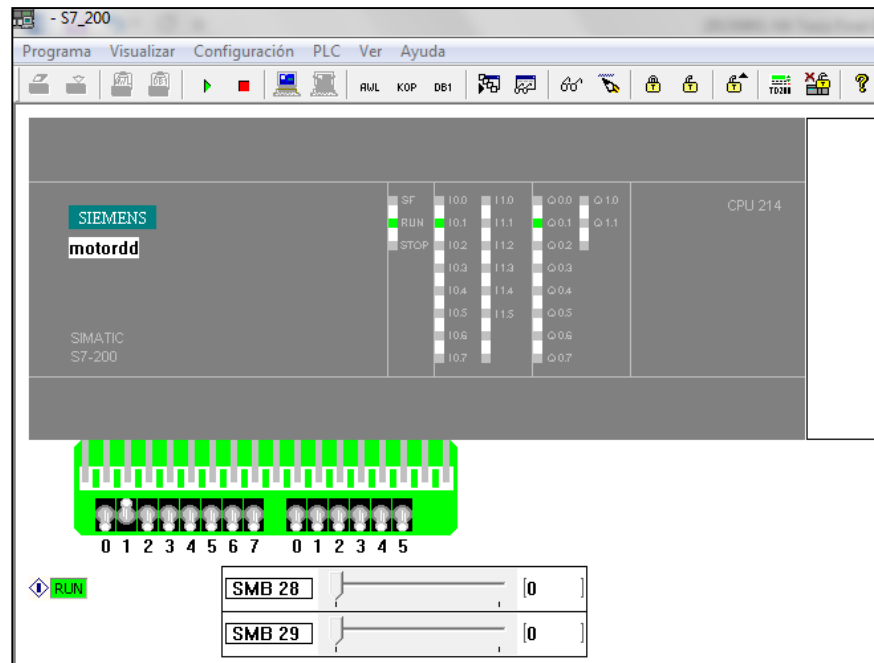 - S7_200
Programa Visualizar Configuración PLC Ver Ayuda
AWL KOP DB1 TD200
SF I0.0 I1.0 Q0.0 Q1.0
SIEMENS RUN I0.1 I1.1 Q0.1 Q1.1 CPU 214
motordd STOP I0.2 I1.2 Q0.2
I0.3 I1.3 Q0.3
I0.4 I1.4 Q0.4
I0.5 I1.5 Q0.5
SIMATIC I0.6 Q0.6
S7-200 I0.7 Q0.7
0 1 2 3 4 5 6 7 0 1 2 3 4 5
RUN SMB 28 [0 ]
SMB 29 [0 ]